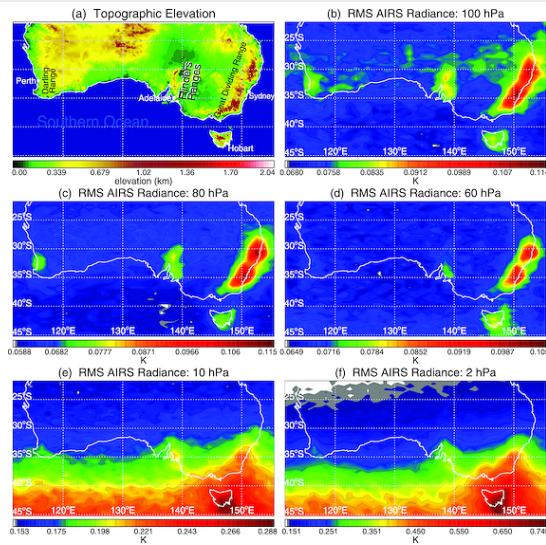 (a) Topographic Elevation
Perth
Darling
Range
Adelaide
Flinders
Ranges
Great Dividing Range
Sydney
Southern Ocean
Hobart
0.00 0.339 0.679 1.02 1.36 1.70 2.04
elevation (km)
(b) RMS AIRS Radiance: 100 hPa
25°S
30°S
35°S
40°S
45°S
120°E 130°E 140°E 150°E
0.0680 0.0758 0.0835 0.0912 0.0989 0.107 0.114
K
(c) RMS AIRS Radiance: 80 hPa
25°S
30°S
35°S
40°S
45°S
120°E 130°E 140°E 150°E
0.0588 0.0682 0.0777 0.0871 0.0966 0.106 0.115
K
(d) RMS AIRS Radiance: 60 hPa
25°S
30°S
35°S
40°S
45°S
120°E 130°E 140°E 150°E
0.0649 0.0716 0.0784 0.0852 0.0919 0.0987
K
(e) RMS AIRS Radiance: 10 hPa
25°S
30°S
35°S
40°S
45°S
120°E 130°E 140°E 150°E
0.153 0.175 0.198 0.221 0.243 0.266 0.288
K
(f) RMS AIRS Radiance: 2 hPa
25°S
30°S
35°S
40°S
45°S
120°E 130°E 140°E 150°E
0.151 0.251 0.351 0.450 0.550 0.650
K